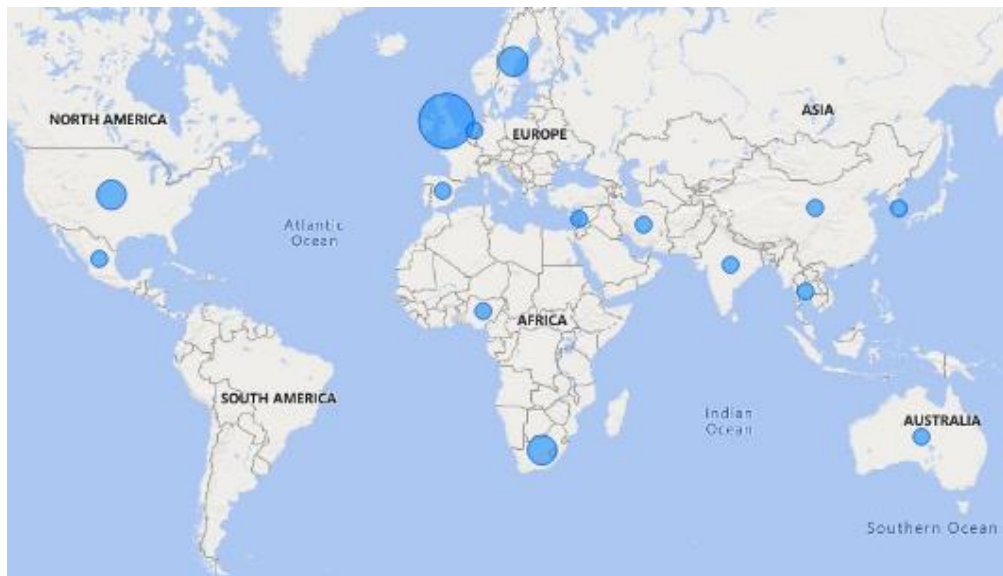 ASIA
NORTH AMERICA
EUROPE
Atlantic
Ocean
AFRICA
SOUTH AMERICA
Indian
Ocean
AUSTRALIA
Southern Ocean